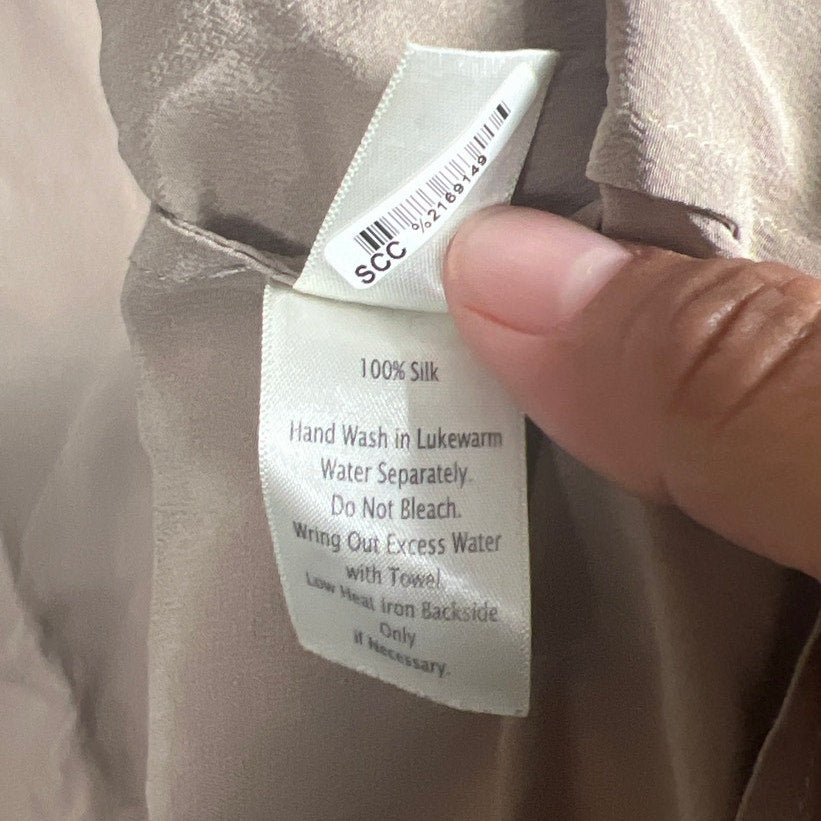 SCC %2169149
100% Silk
Hand Wash in Lukewarm
Water Separately.
Do Not Bleach.
Wring Out Excess Water
with Towel.
Low Heat Iron Backside
Only
if Necessary.